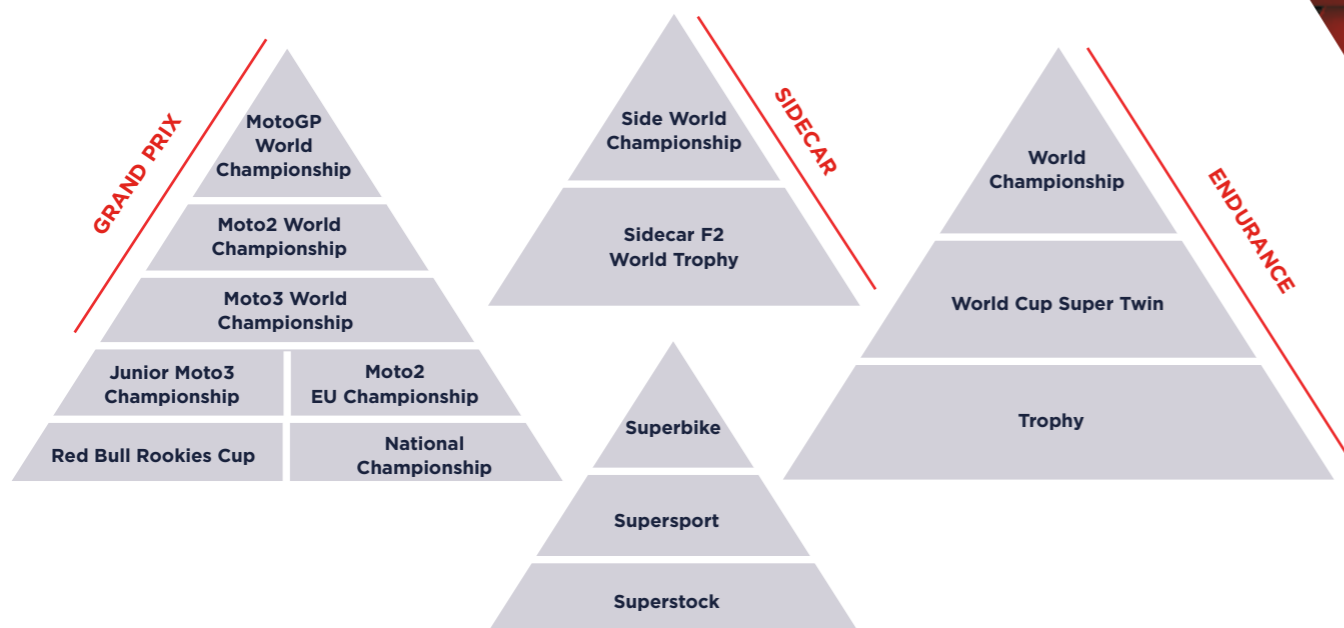 GRAND PRIX
MotoGP
World
Championship
Moto2 World
Championship
Moto3 World
Championship
Junior Moto3
Championship
Moto2
EU Championship
Red Bull Rookies Cup
National
Championship
SIDECAR
Side World
Championship
Sidecar F2
World Trophy
Superbike
Supersport
Superstock
ENDURANCE
World
Championship
World Cup Super Twin
Trophy